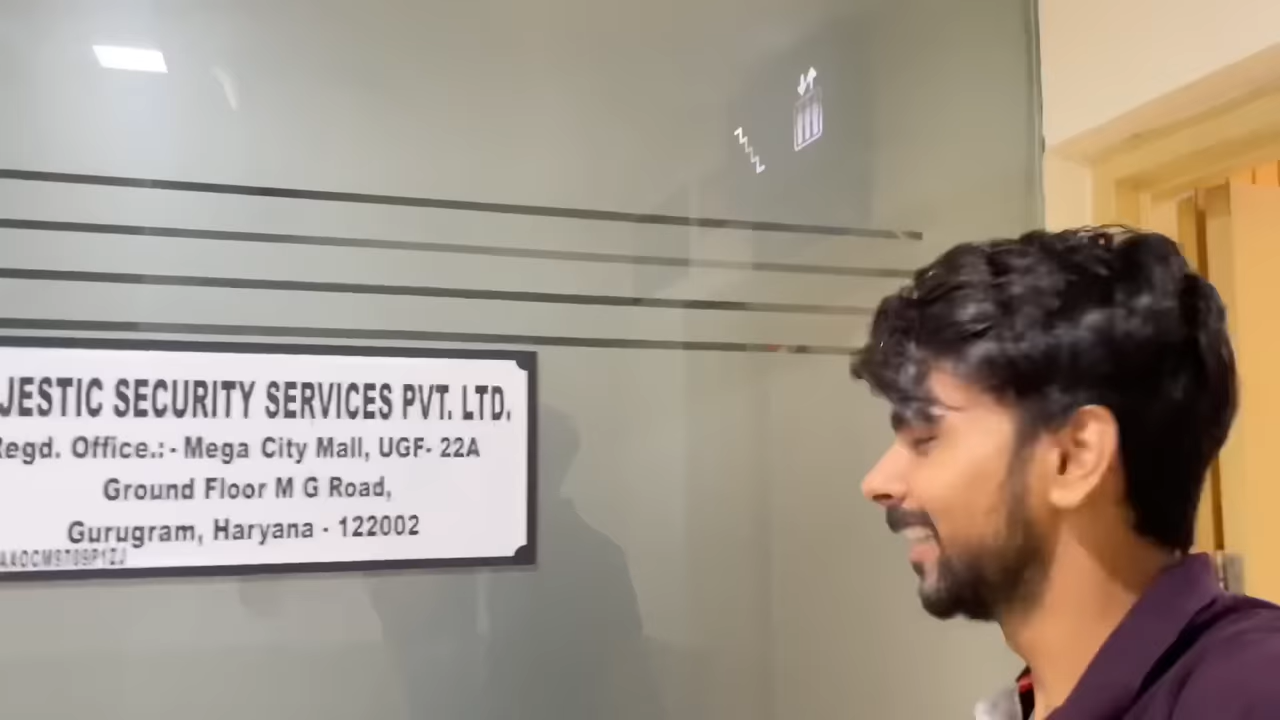 JESTIC SECURITY SERVICES PVT. LTD.
Regd. Office.:- Mega City Mall, UGF- 22A
Ground Floor M G Road,
Gurugram, Haryana - 122002